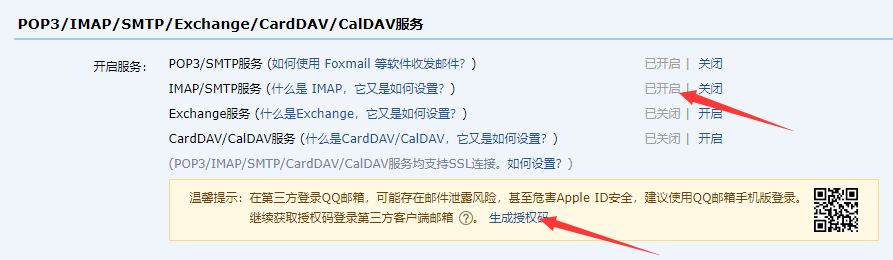 POP3/IMAP/SMTP/Exchange/CardDAV/CalDAV服务
开启服务： POP3/SMTP服务 (如何使用 Foxmail 等软件收发邮件？) 已开启 | 关闭
IMAP/SMTP服务 (什么是 IMAP，它又是如何设置？) 已开启 | 关闭
Exchange服务 (什么是Exchange，它又是如何设置？) 已关闭 | 开启
CardDAV/CalDAV服务 (什么是CardDAV/CalDAV，它又是如何设置？) 已关闭 | 开启
(POP3/IMAP/SMTP/CardDAV/CalDAV服务均支持SSL连接。如何设置？)
温馨提示：在第三方登录QQ邮箱，可能存在邮件泄露风险，甚至危害Apple ID安全，建议使用QQ邮箱手机版登录。
继续获取授权码登录第三方客户端邮箱 ?。 生成授权码